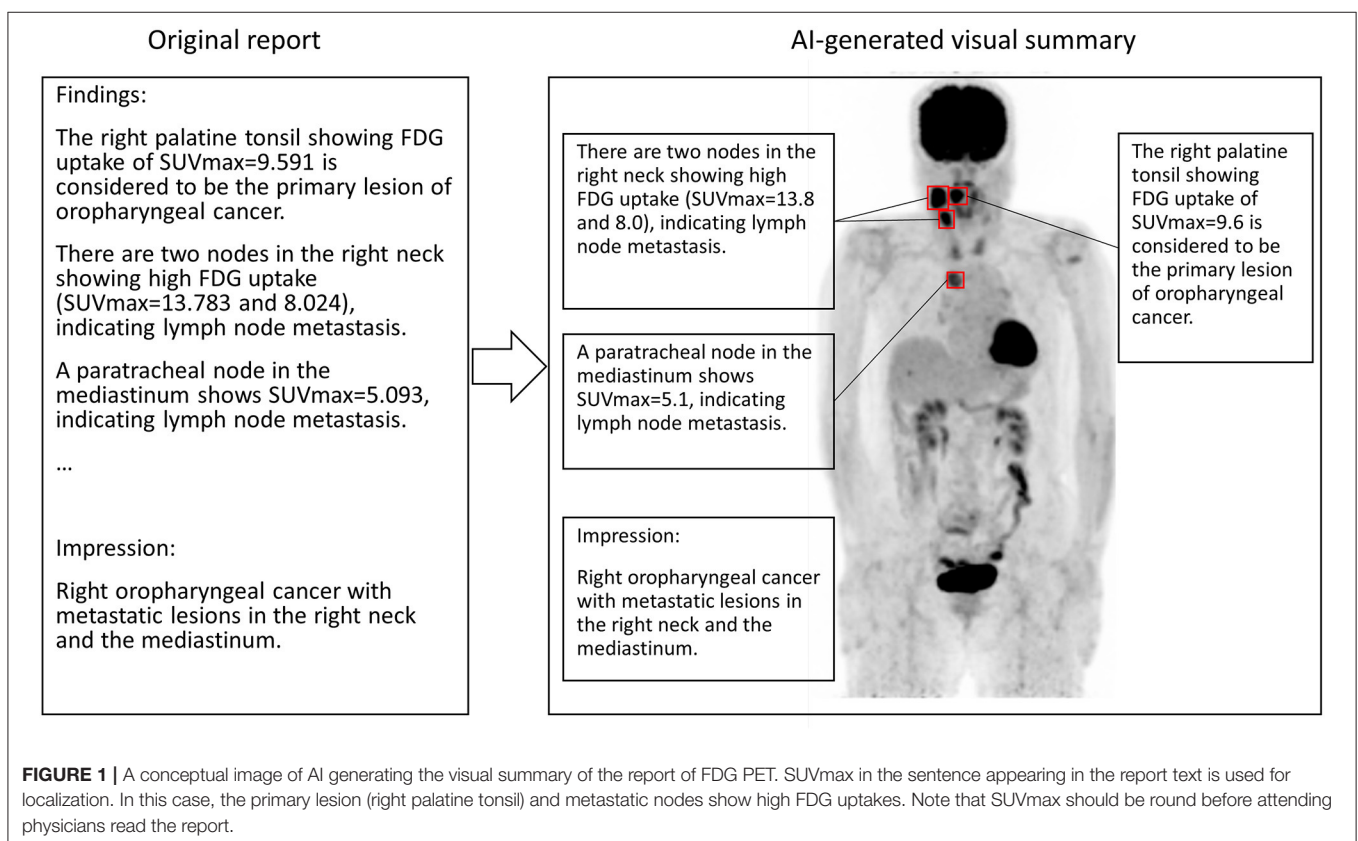 Original report
Findings:
The right palatine tonsil showing FDG
uptake of SUVmax=9.591 is
considered to be the primary lesion of
oropharyngeal cancer.
There are two nodes in the right neck
showing high FDG uptake
(SUVmax=13.783 and 8.024),
indicating lymph node metastasis.
A paratracheal node in the
mediastinum shows SUVmax=5.093,
indicating lymph node metastasis.
...
Impression:
Right oropharyngeal cancer with
metastatic lesions in the right neck
and the mediastinum.
AI-generated visual summary
There are two nodes in the
right neck showing high
FDG uptake (SUVmax=13.8
and 8.0), indicating lymph
node metastasis.
A paratracheal node in the
mediastinum shows
SUVmax=5.1, indicating
lymph node metastasis.
Impression:
Right oropharyngeal cancer
with metastatic lesions in
the right neck and the
mediastinum.
The right palatine
tonsil showing
FDG uptake of
SUVmax=9.6 is
considered to be
the primary lesion
of oropharyngeal
cancer.
FIGURE 1 | A conceptual image of AI generating the visual summary of the report of FDG PET. SUVmax in the sentence appearing in the report text is used for
localization. In this case, the primary lesion (right palatine tonsil) and metastatic nodes show high FDG uptakes. Note that SUVmax should be round before attending
physicians read the report.